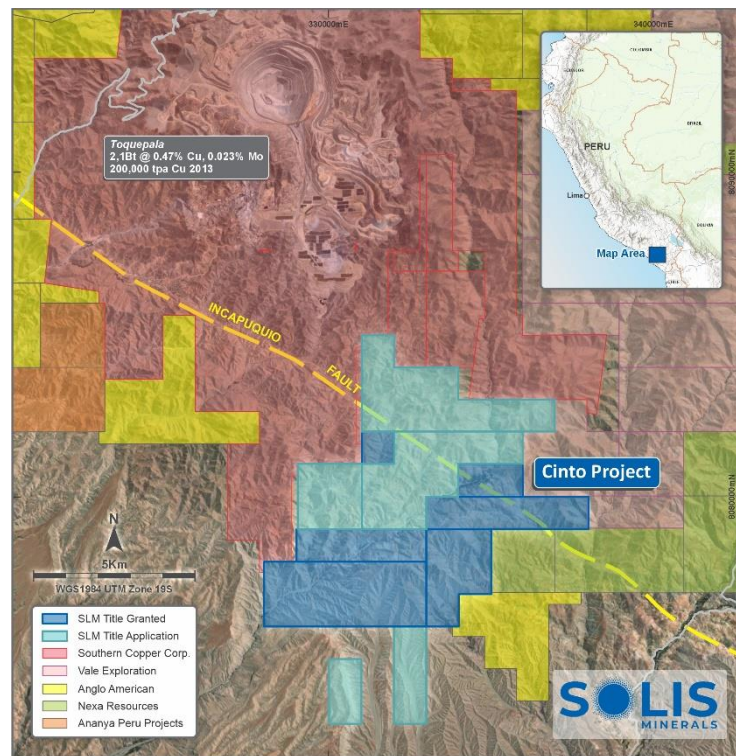 330000mE
340000mE
Toquepala
2.1Bt @ 0.47% Cu, 0.023% Mo
200,000 tpa Cu 2013
COLOMBIA
ECUADOR
PERU
BRAZIL
Lima
BOLIVIA
Map Area
CHILE
8090000mN
INCAPUQUIO
FAULT
Cinto Project
8080000mN
N
5Km
WGS1984 UTM Zone 19S
SLM Title Granted
SLM Title Application
Southern Copper Corp.
Vale Exploration
Anglo American
Nexa Resources
Ananya Peru Projects
SOLIS
MINERALS